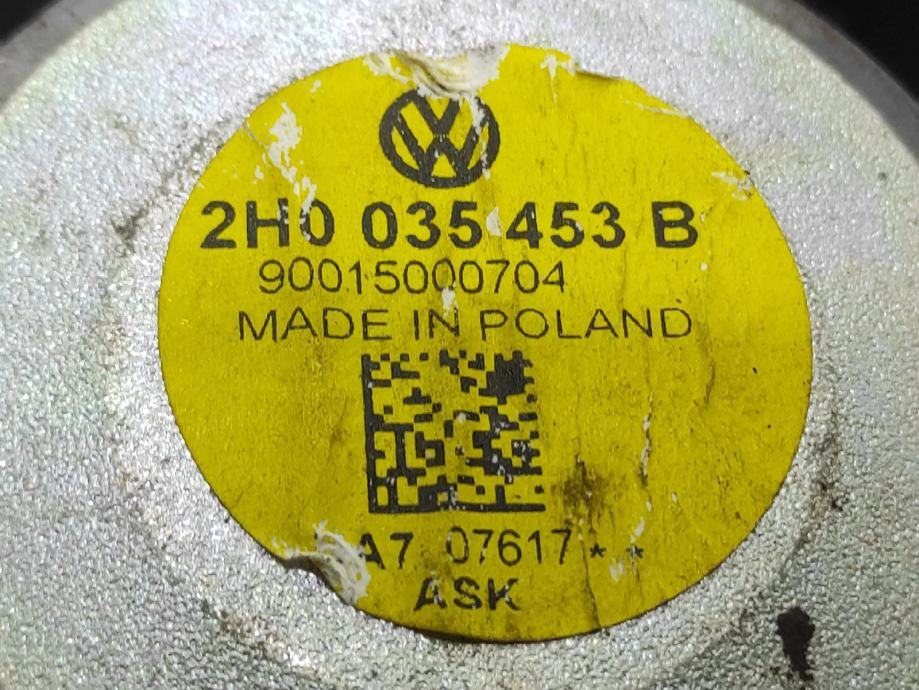 2H0 035 453 B
90015000704
MADE IN POLAND
A7 07617**
ASK